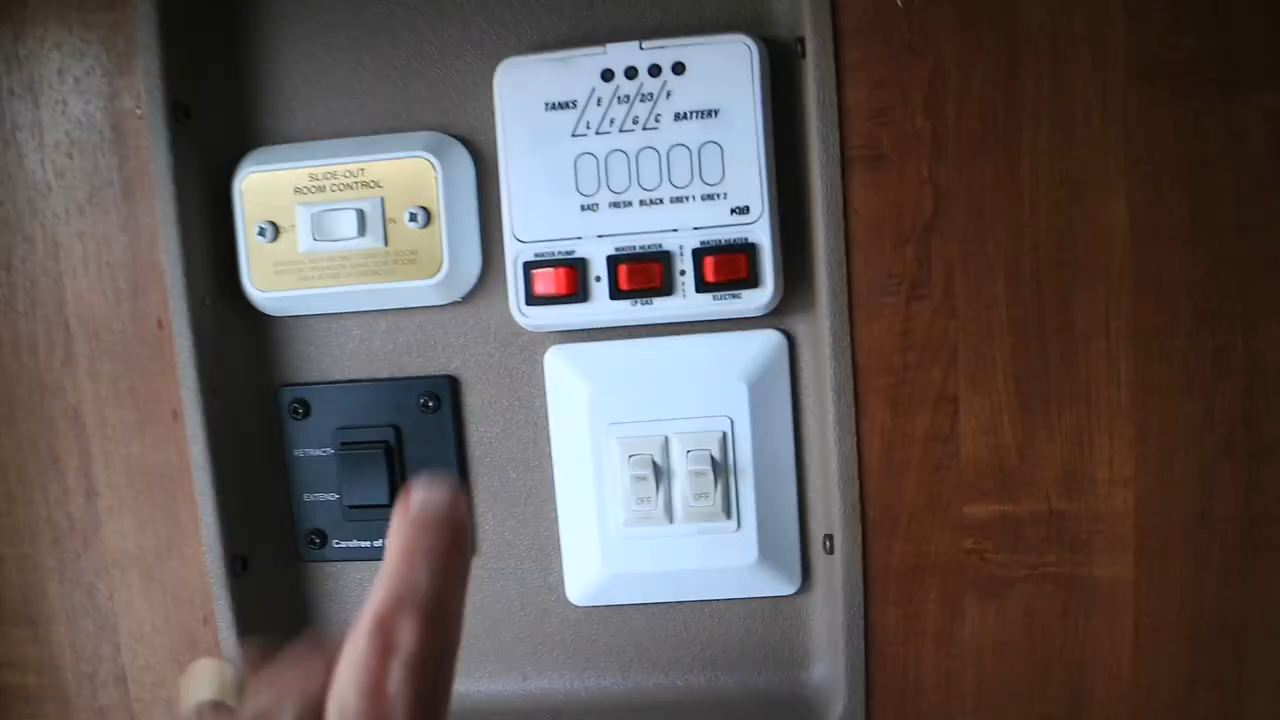 SLIDE-OUT
ROOM CONTROL
IN
TANKS E 1/3 2/3 F
L F G C BATTERY
BATT FRESH BLACK GREY 1 GREY 2
KIB
WATER PUMP
WATER HEATER
LP GAS
WATER HEATER
ELECTRIC
RETRACT
EXTEND
Carefree of
OFF
OFF